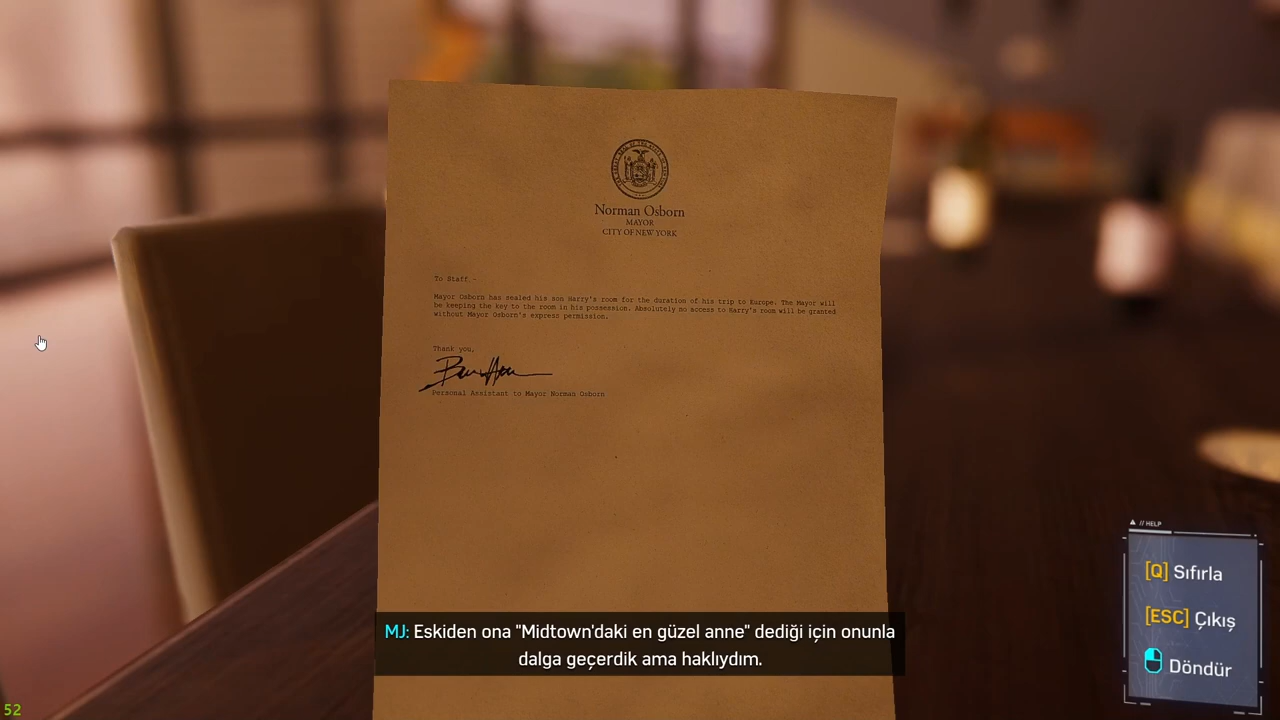 Norman Osborn
MAYOR
CITY OF NEW YORK
To Staff -
Mayor Osborn has sealed his son Harry's room for the duration of his trip to Europe. The Mayor will
be keeping the key to the room in his possession. Absolutely no access to Harry's room will be granted
without Mayor Osborn's express permission.
Thank you,
Personal Assistant to Mayor Norman Osborn
// HELP
[Q] Sıfırla
[ESC] Çıkış
Döndür
MJ: Eskiden ona "Midtown'daki en güzel anne" dediği için onunla
dalga geçerdik ama haklıydım.
52